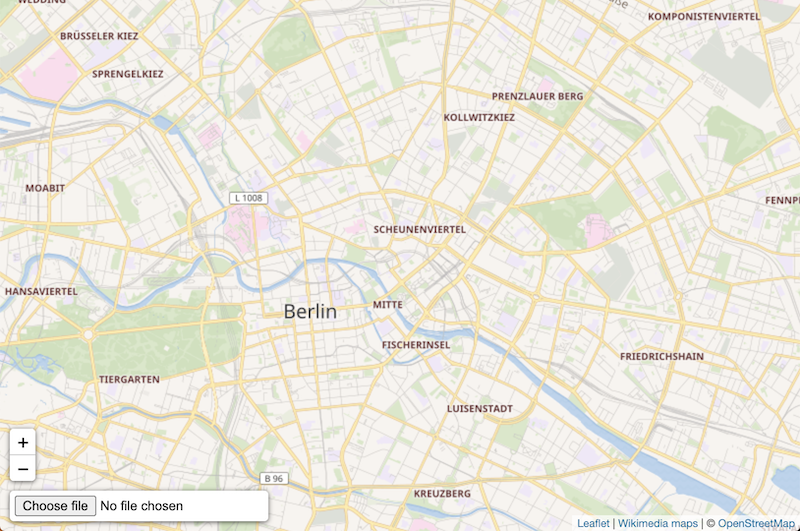 WEDDING
KOMPONISTENVIERTEL
BRÜSSELER KIEZ
SPRENGELKIEZ
PRENZLAUER BERG
KOLLWITZKIEZ
MOABIT
L 1008
FENNP
SCHEUNENVIERTEL
HANSAVIERTEL
MITTE
Berlin
FISCHERINSEL
FRIEDRICHSHAIN
TIERGARTEN
LUISENSTADT
+
−
B 96
KREUZBERG
Choose file No file chosen
Leaflet | Wikimedia maps | © OpenStreetMap